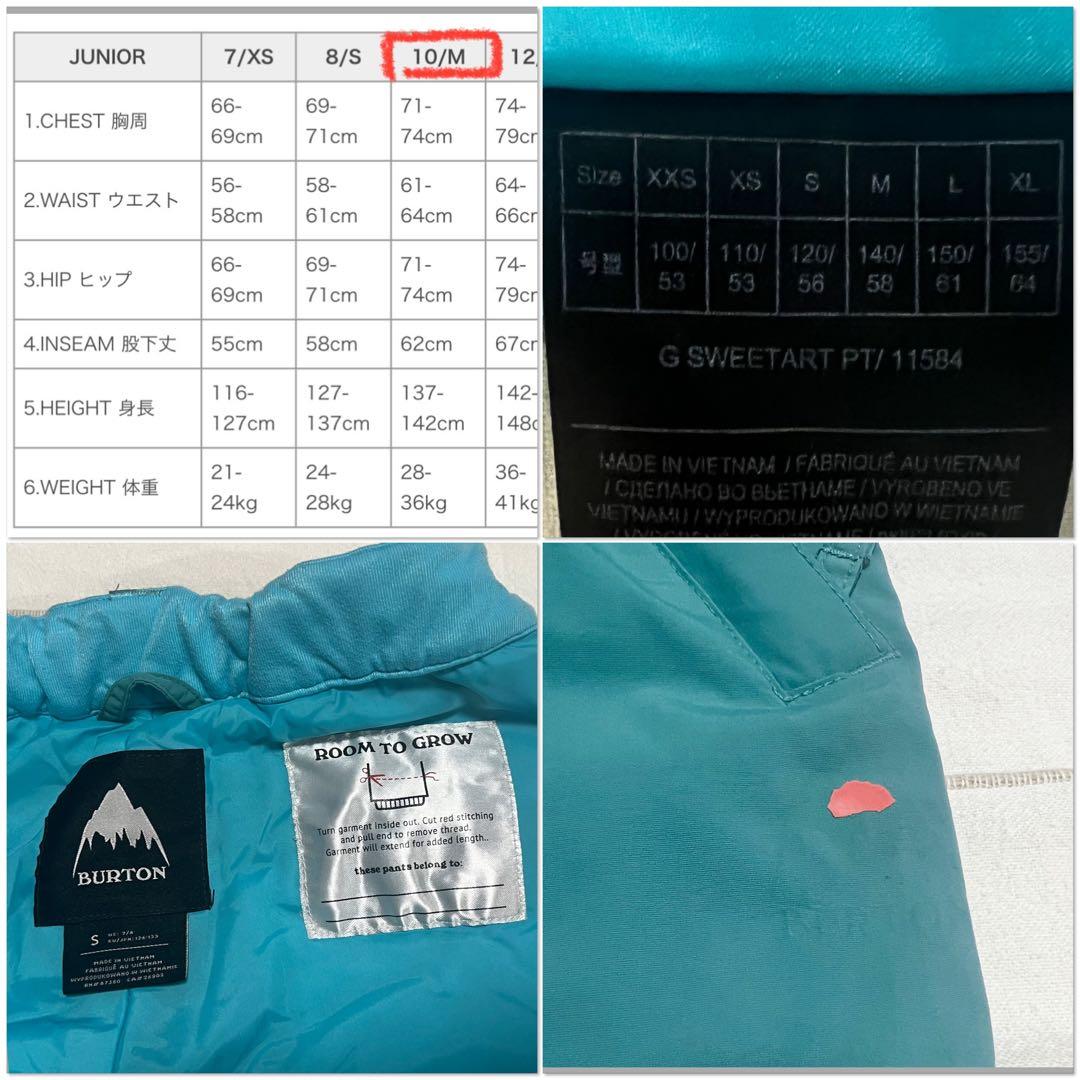 JUNIOR 7/XS 8/S 10/M 12/
1.CHEST 胸周 66-69cm 69-71cm 71-74cm 74-79cm
2.WAIST ウエスト 56-58cm 58-61cm 61-64cm 64-66cm
3.HIP ヒップ 66-69cm 69-71cm 71-74cm 74-79cm
4.INSEAM 股下丈 55cm 58cm 62cm 67cm
5.HEIGHT 身長 116-127cm 127-137cm 137-142cm 142-148c
6.WEIGHT 体重 21-24kg 24-28kg 28-36kg 36-41kg
Size XXS XS S M L XL
100/53 110/53 120/56 140/58 150/61 155/64
G SWEETART PT/ 11584
MADE IN VIETNAM / FABRIQUÉ AU VIETNAM
/ СДЕЛАНО ВО ВЬЕТНАМЕ / VYROBENO VE
VIETNAMU / WYPRODUKOWANO W WIETNAMIE
BURTON
S
MADE IN VIETNAM
FABRIQUÉ AU VIETNAM
WYPRODUKOWANO W WIETNAMIE
ROOM TO GROW
Turn garment inside out. Cut red stitching
and pull end to remove thread.
Garment will extend for added length..
these pants belong to: